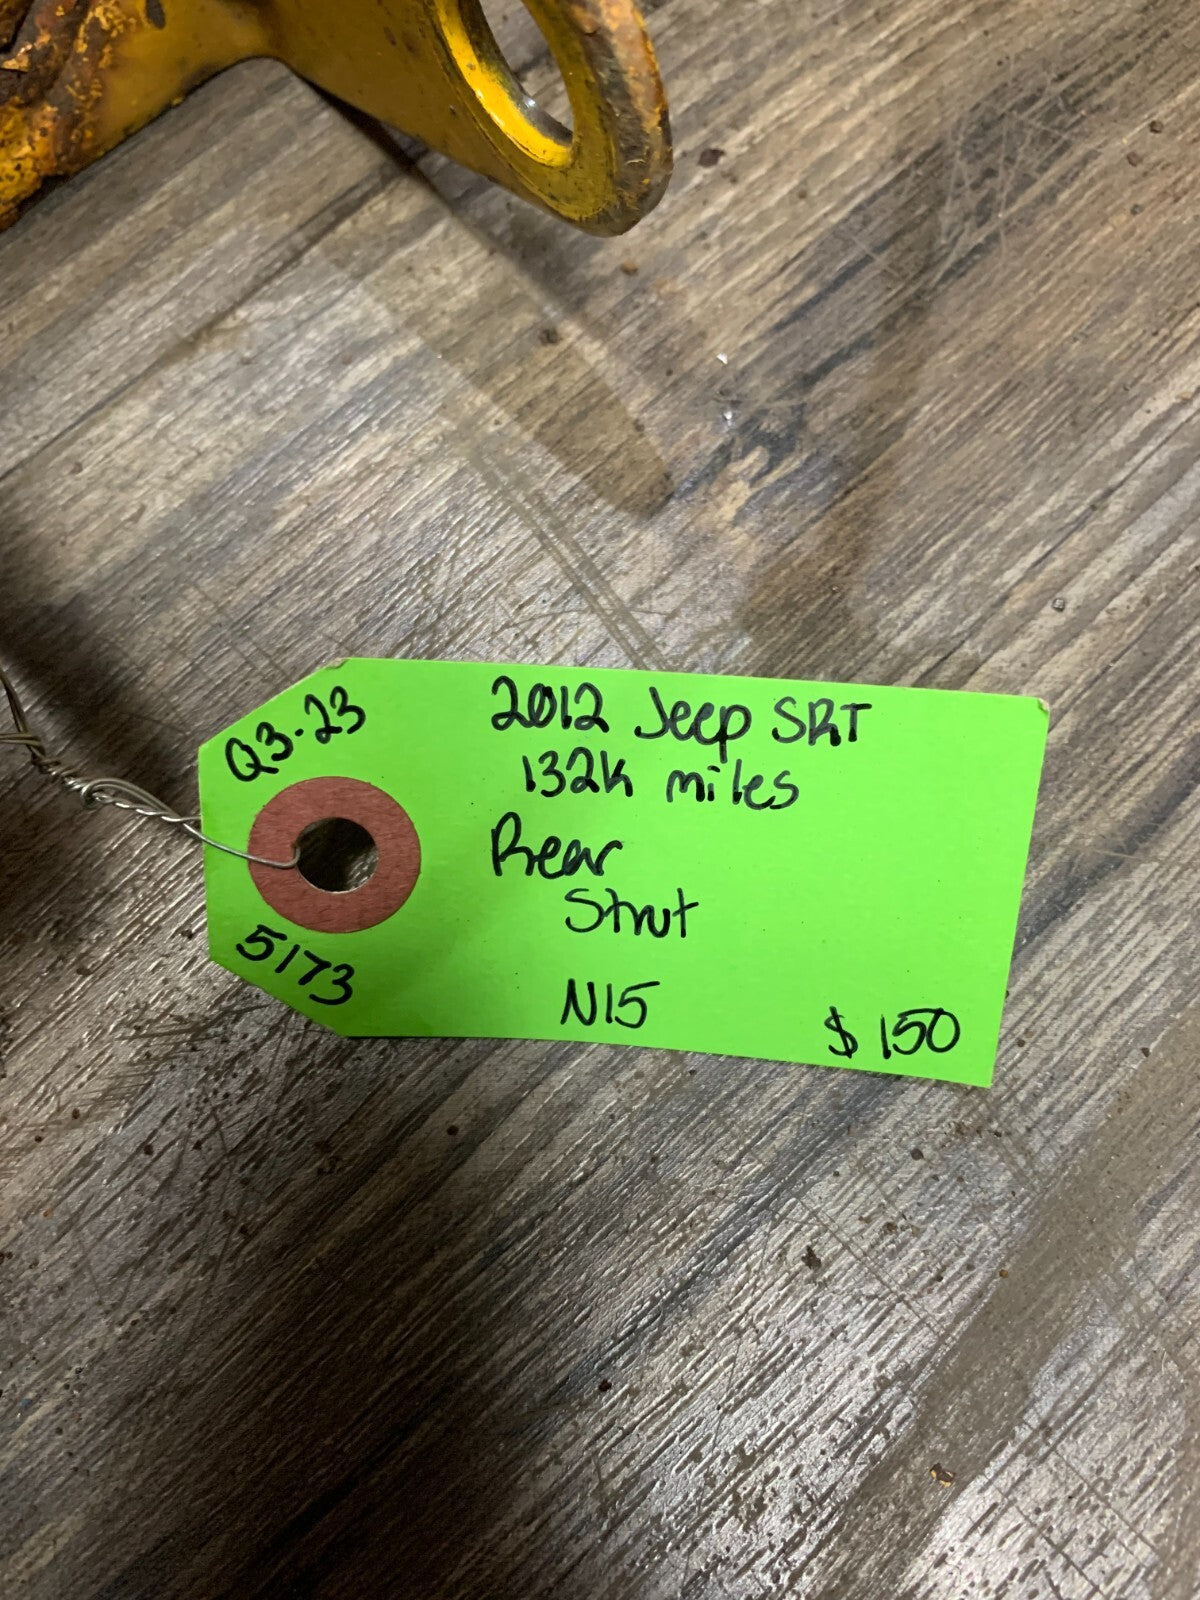 Q3-23
2012 Jeep SRT
132K miles
Rear
Strut
5173
N15
$150